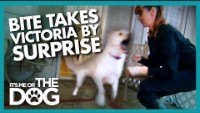 BITE TAKES
VICTORIA BY
SURPRISE
IT'S ME OR THE
DOG